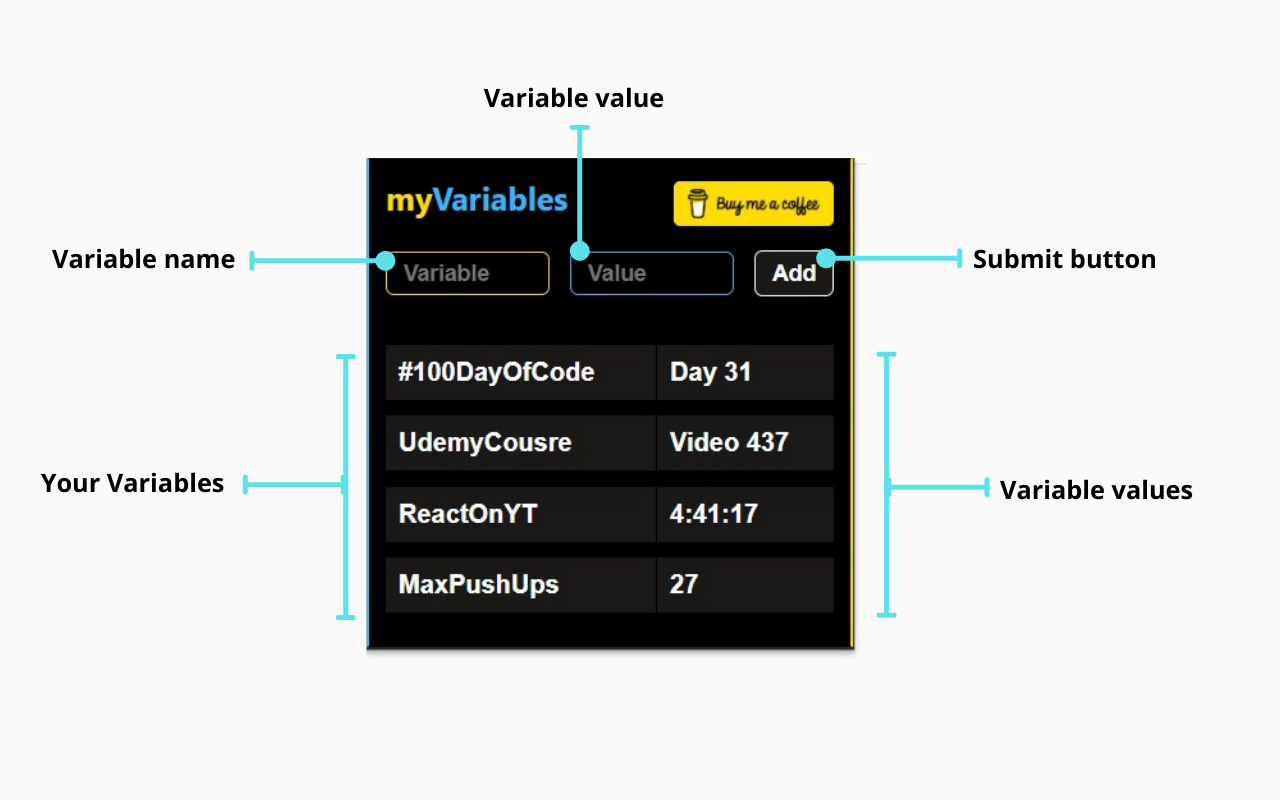 Variable value
myVariables
Buy me a coffee
Variable name
Variable
Value
Add
Submit button
#100DayOfCode
Day 31
UdemyCousre
Video 437
Your Variables
Variable values
ReactOnYT
4:41:17
MaxPushUps
27